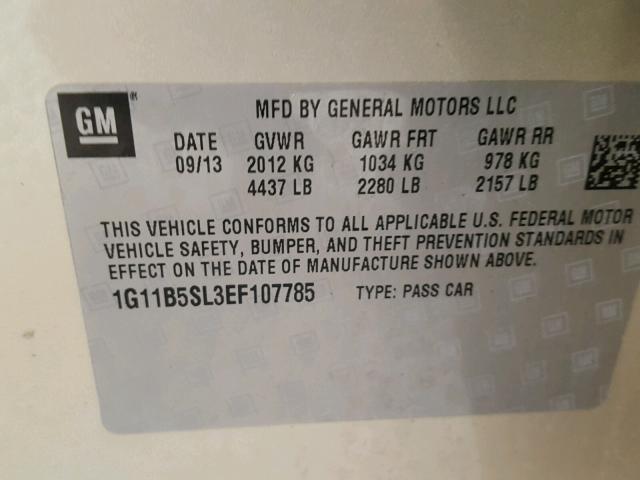 GM
MFD BY GENERAL MOTORS LLC
DATE GVWR GAWR FRT GAWR RR
09/13 2012 KG 1034 KG 978 KG
4437 LB 2280 LB 2157 LB
THIS VEHICLE CONFORMS TO ALL APPLICABLE U.S. FEDERAL MOTOR
VEHICLE SAFETY, BUMPER, AND THEFT PREVENTION STANDARDS IN
EFFECT ON THE DATE OF MANUFACTURE SHOWN ABOVE.
1G11B5SL3EF107785 TYPE: PASS CAR